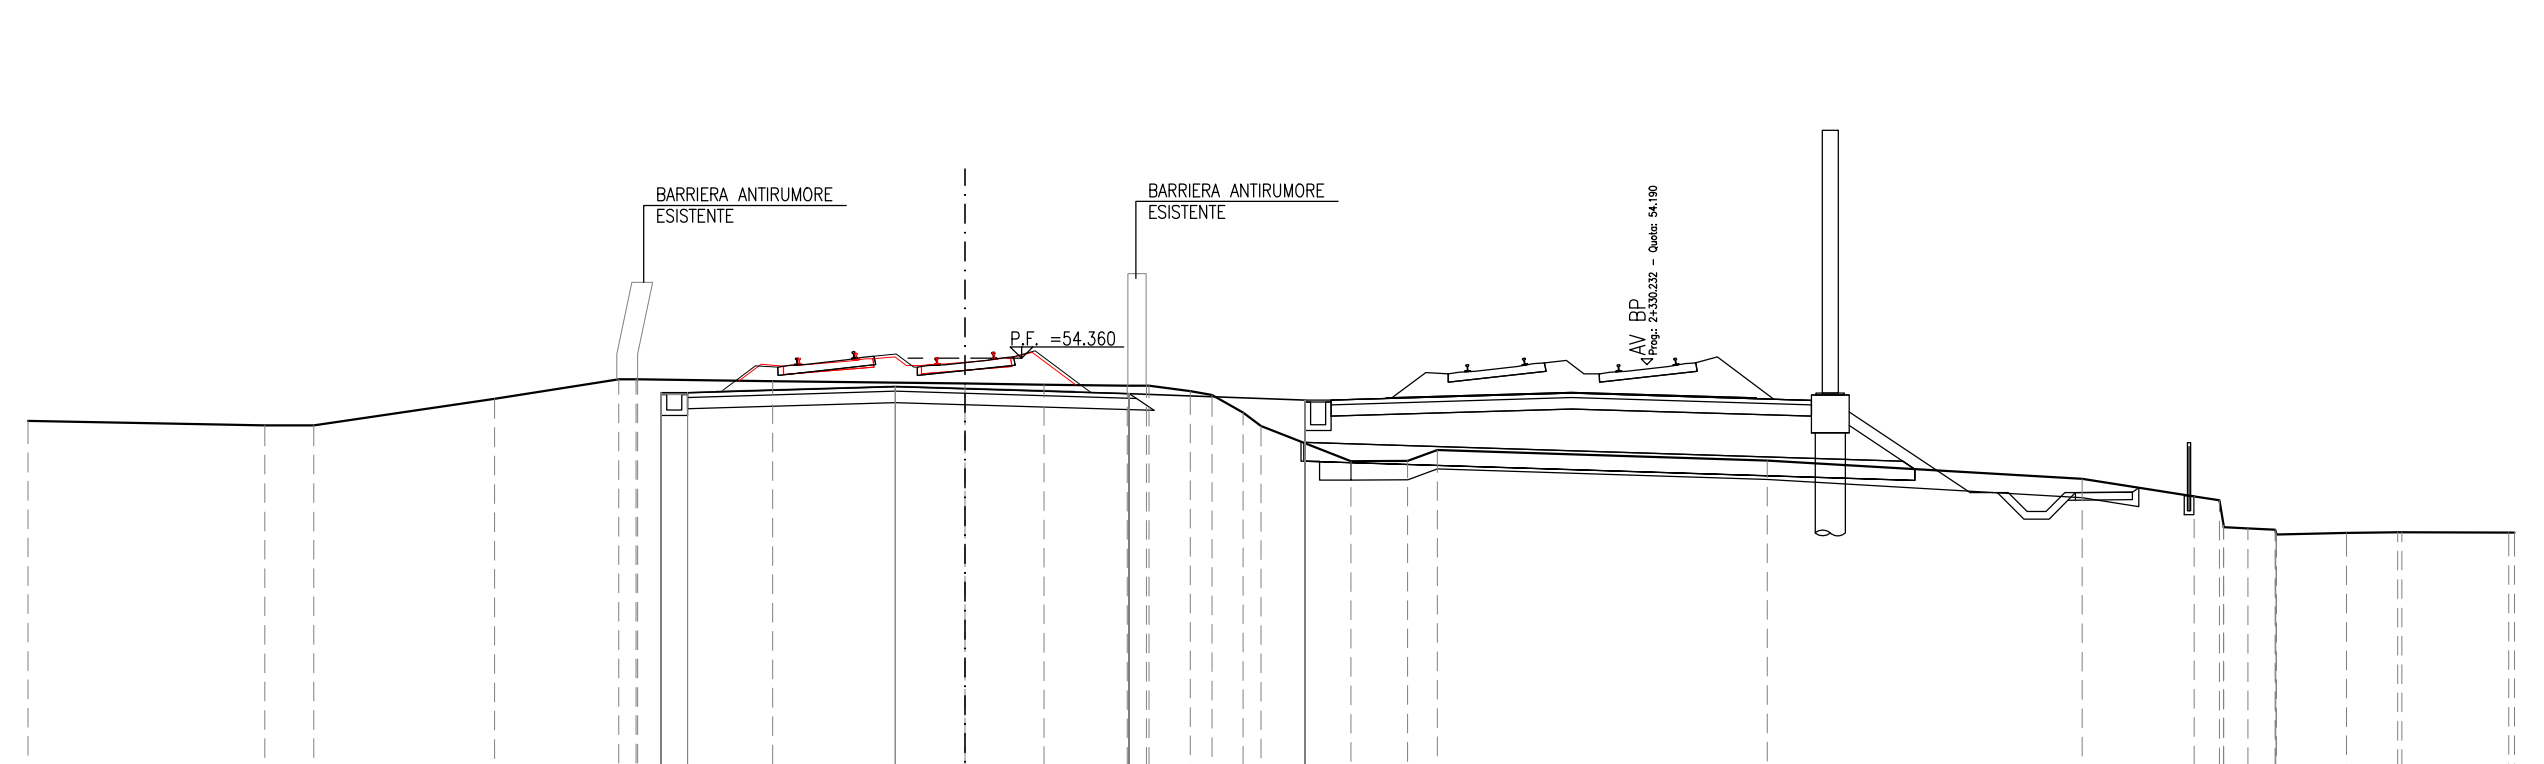 BARRIERA ANTIRUMORE
ESISTENTE
BARRIERA ANTIRUMORE
ESISTENTE
P.F. =54.360
AV BP
Prog.: 2+330.232 - Quota: 54.190